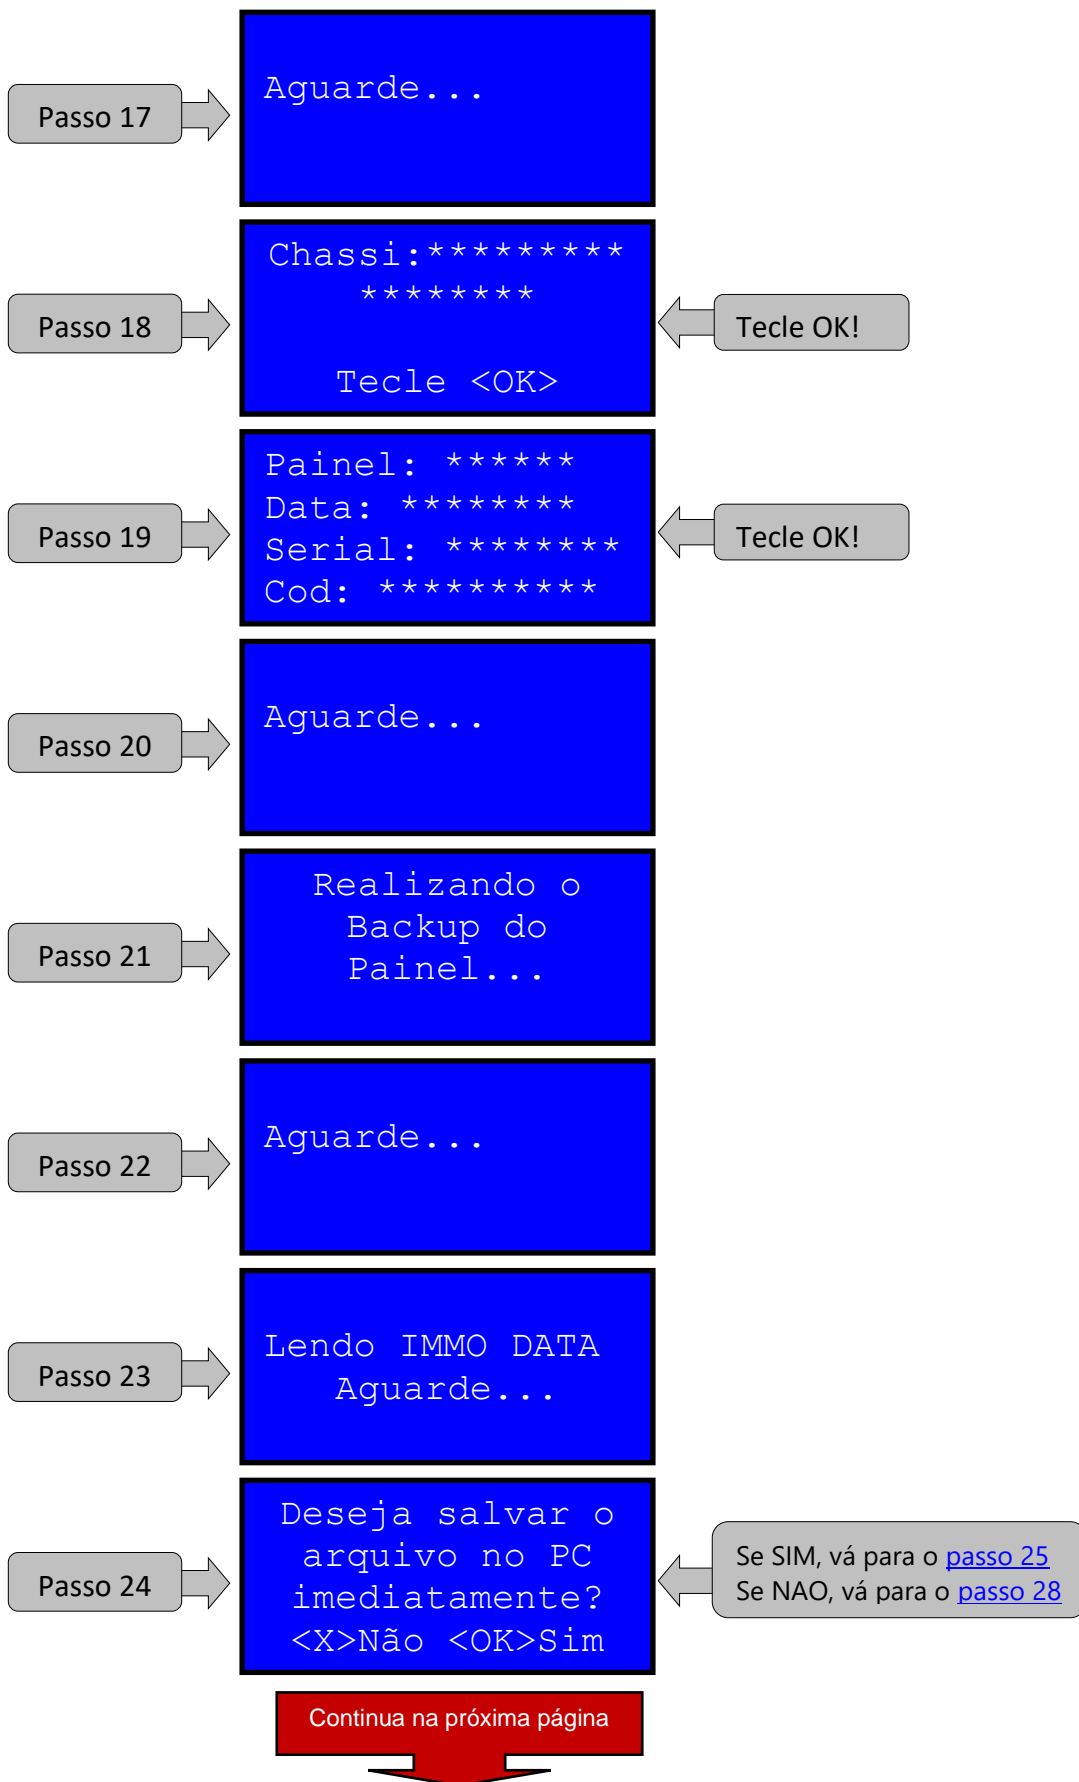 Passo 17
Aguarde...
Passo 18
Chassi:*********
********
Tecle <OK>
Tecle OK!
Passo 19
Painel: ******
Data: ********
Serial: ********
Cod: **********
Tecle OK!
Passo 20
Aguarde...
Passo 21
Realizando o
Backup do
Painel...
Passo 22
Aguarde...
Passo 23
Lendo IMMO DATA
Aguarde...
Passo 24
Deseja salvar o
arquivo no PC
imediatamente?
<X>Não <OK>Sim
Se SIM, vá para o passo 25
Se NAO, vá para o passo 28
Continua na próxima página